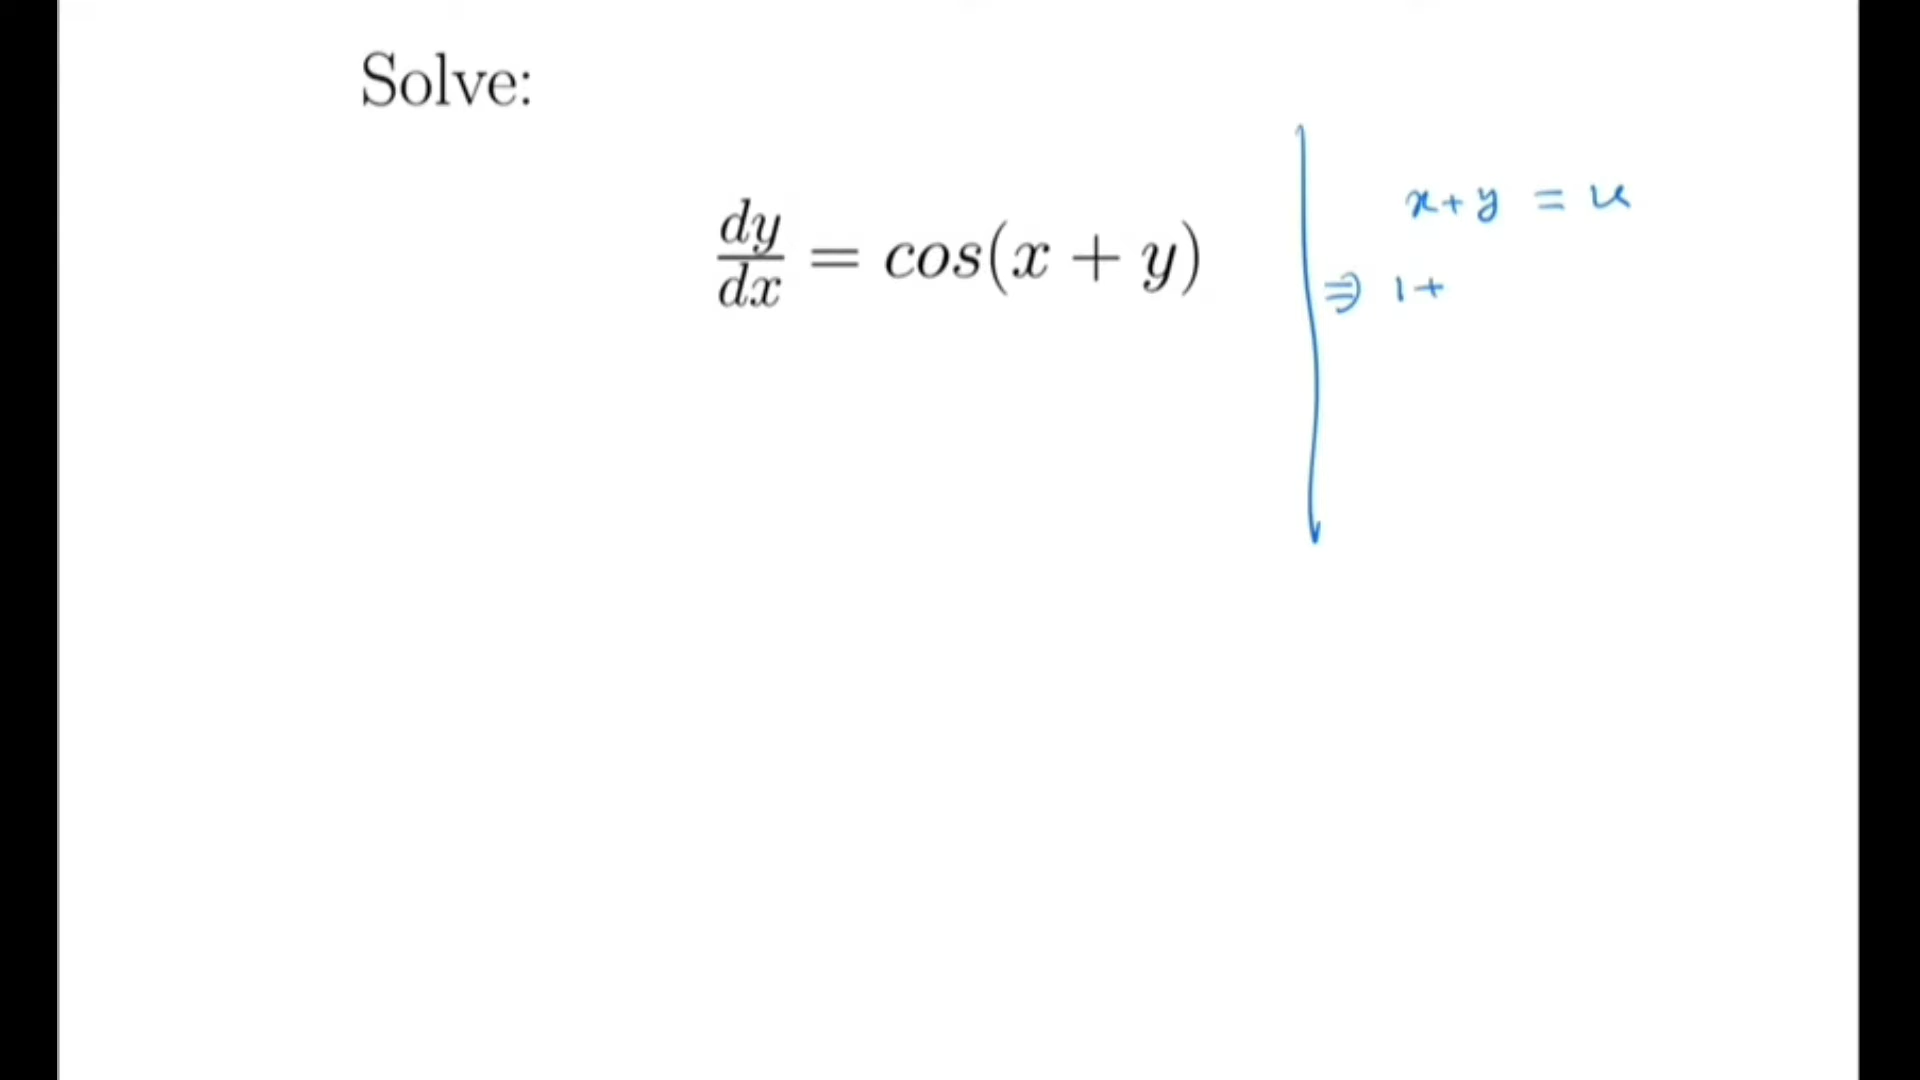 Solve:
dy/dx = cos(x + y)
x+y = u
⇒ 1+